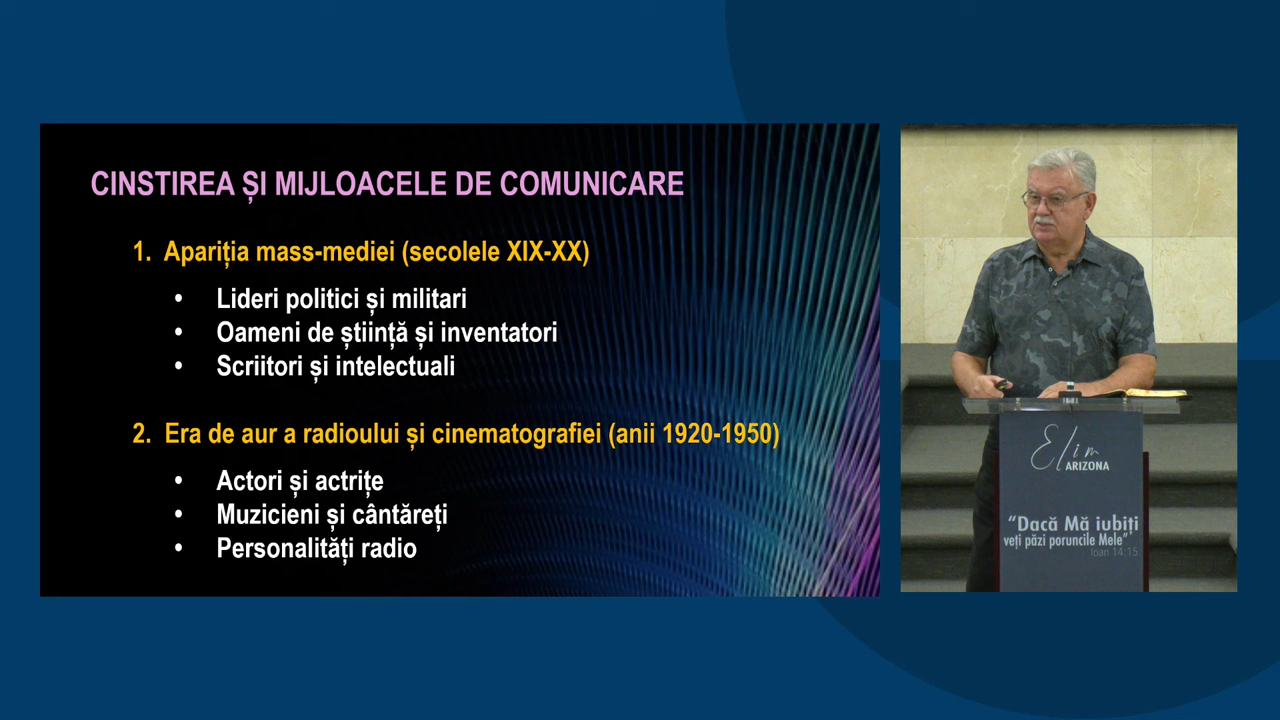 CINSTIREA ȘI MIJLOACELE DE COMUNICARE
1. Apariția mass-mediei (secolele XIX-XX)
• Lideri politici și militari
• Oameni de știință și inventatori
• Scriitori și intelectuali
2. Era de aur a radioului și cinematografiei (anii 1920-1950)
• Actori și actrițe
• Muzicieni și cântăreți
• Personalități radio
Elim
ARIZONA
“Dacă Mă iubiți
veți păzi poruncile Mele”
Ioan 14:15